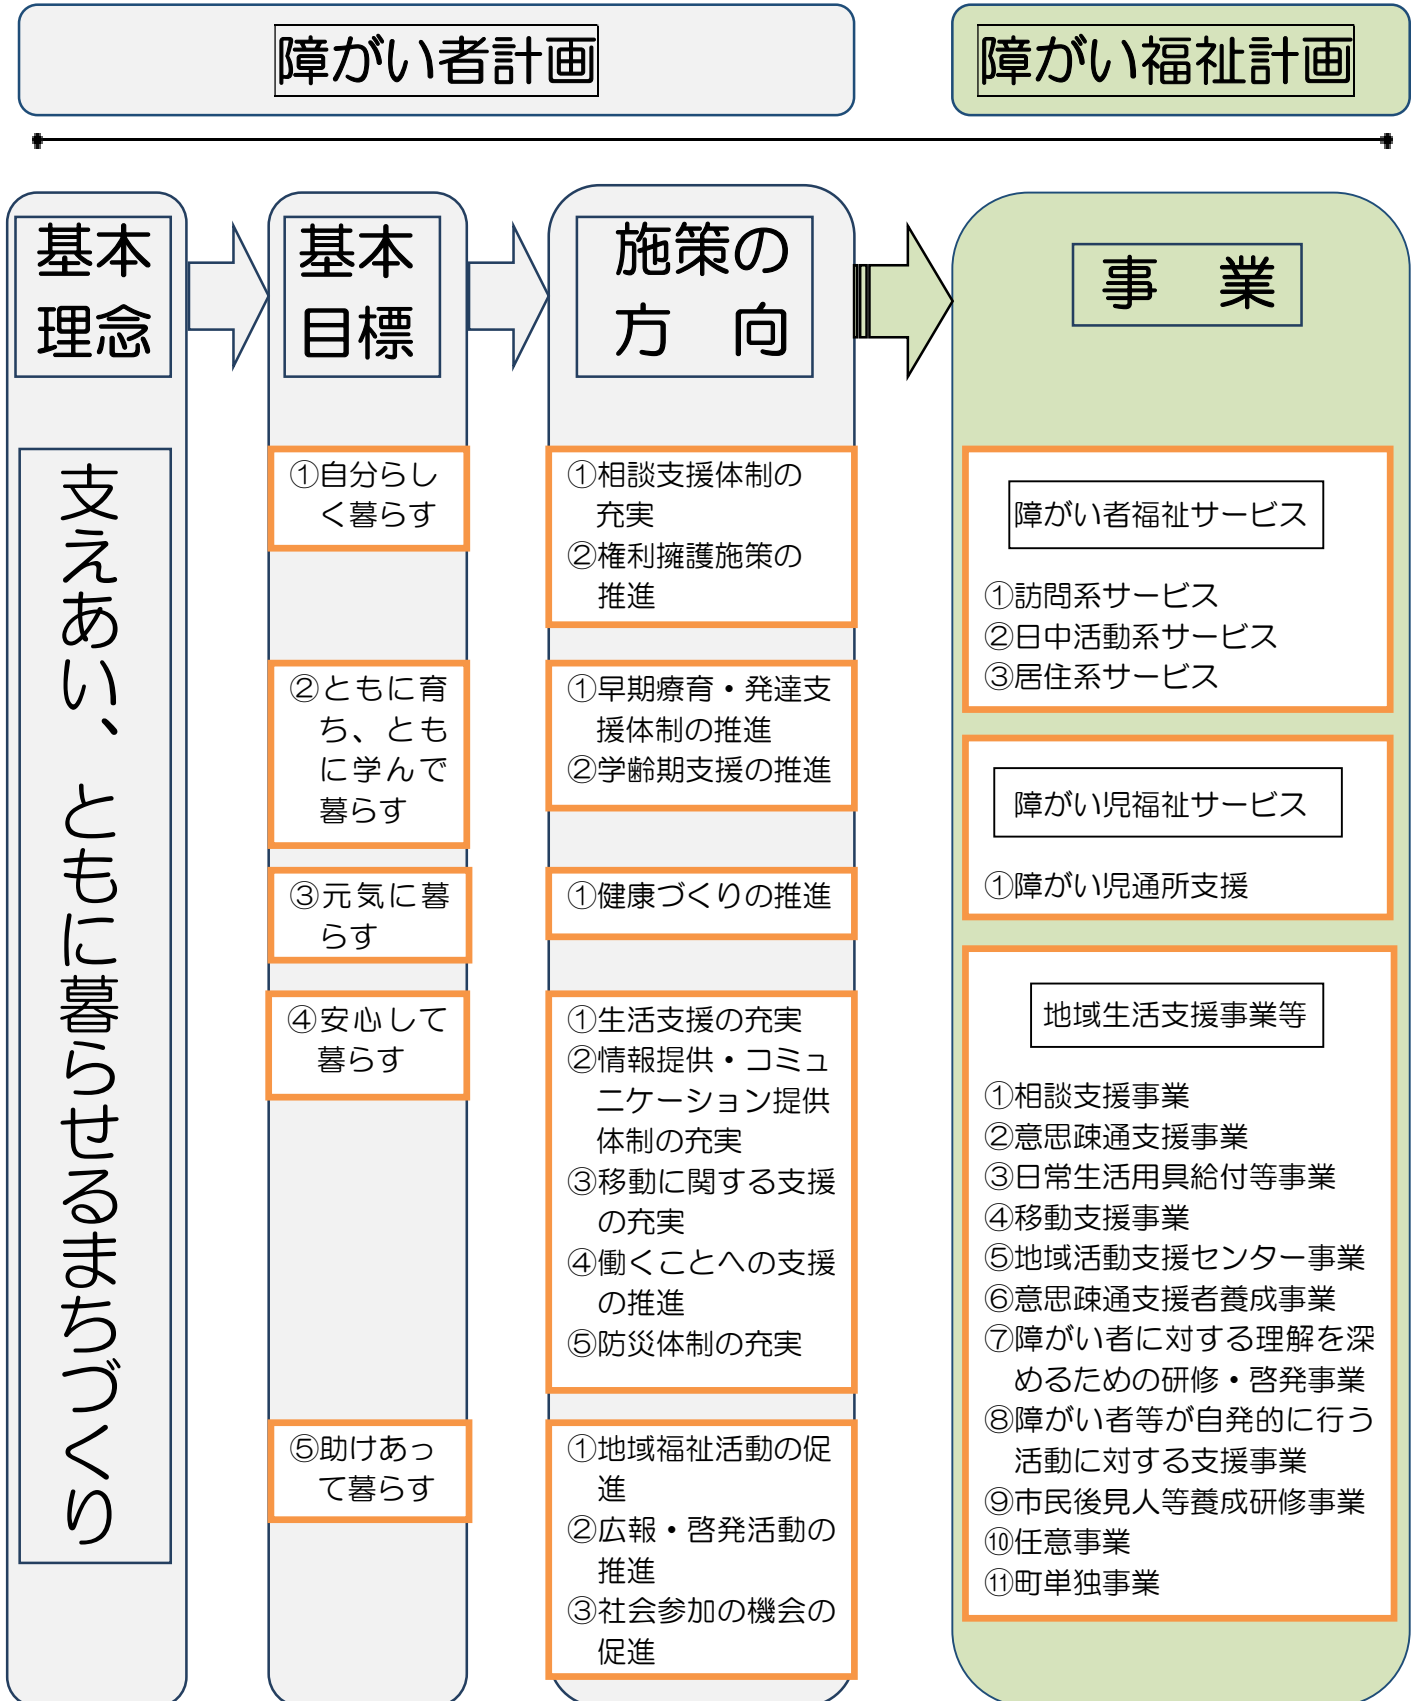 障がい者計画
障がい福祉計画
基本
理念
支えあい、ともに暮らせるまちづくり
基本
目標
①自分らし
く暮らす
②ともに育
ち、とも
に学んで
暮らす
③元気に暮
らす
④安心して
暮らす
⑤助けあっ
て暮らす
施策の
方　向
①相談支援体制の
充実
②権利擁護施策の
推進
①早期療育・発達支
援体制の推進
②学齢期支援の推進
①健康づくりの推進
①生活支援の充実
②情報提供・コミュ
ニケーション提供
体制の充実
③移動に関する支援
の充実
④働くことへの支援
の推進
⑤防災体制の充実
①地域福祉活動の促
進
②広報・啓発活動の
推進
③社会参加の機会の
促進
事　業
障がい者福祉サービス
①訪問系サービス
②日中活動系サービス
③居住系サービス
障がい児福祉サービス
①障がい児通所支援
地域生活支援事業等
①相談支援事業
②意思疎通支援事業
③日常生活用具給付等事業
④移動支援事業
⑤地域活動支援センター事業
⑥意思疎通支援者養成事業
⑦障がい者に対する理解を深
めるための研修・啓発事業
⑧障がい者等が自発的に行う
活動に対する支援事業
⑨市民後見人等養成研修事業
⑩任意事業
⑪町単独事業